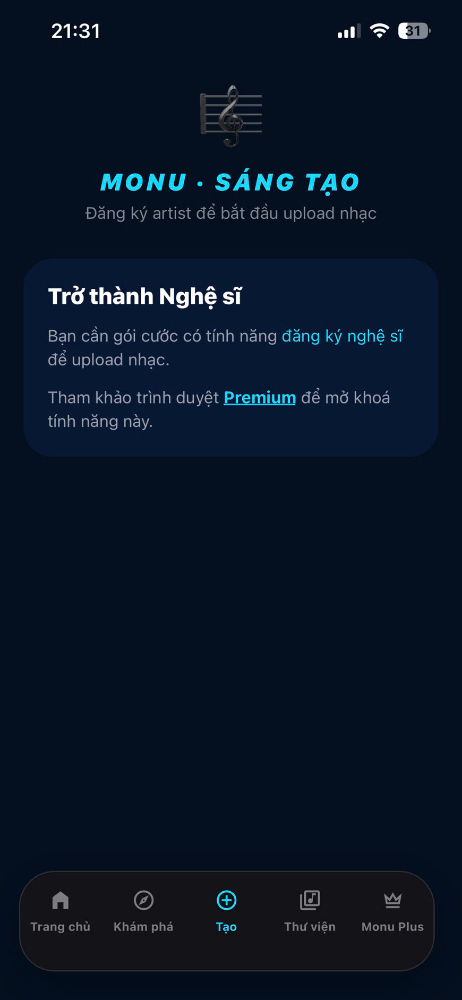 21:31
31
MONU · SÁNG TẠO
Đăng ký artist để bắt đầu upload nhạc
Trở thành Nghệ sĩ
Bạn cần gói cước có tính năng đăng ký nghệ sĩ
để upload nhạc.
Tham khảo trình duyệt Premium để mở khoá
tính năng này.
Trang chủ Khám phá Tạo Thư viện Monu Plus